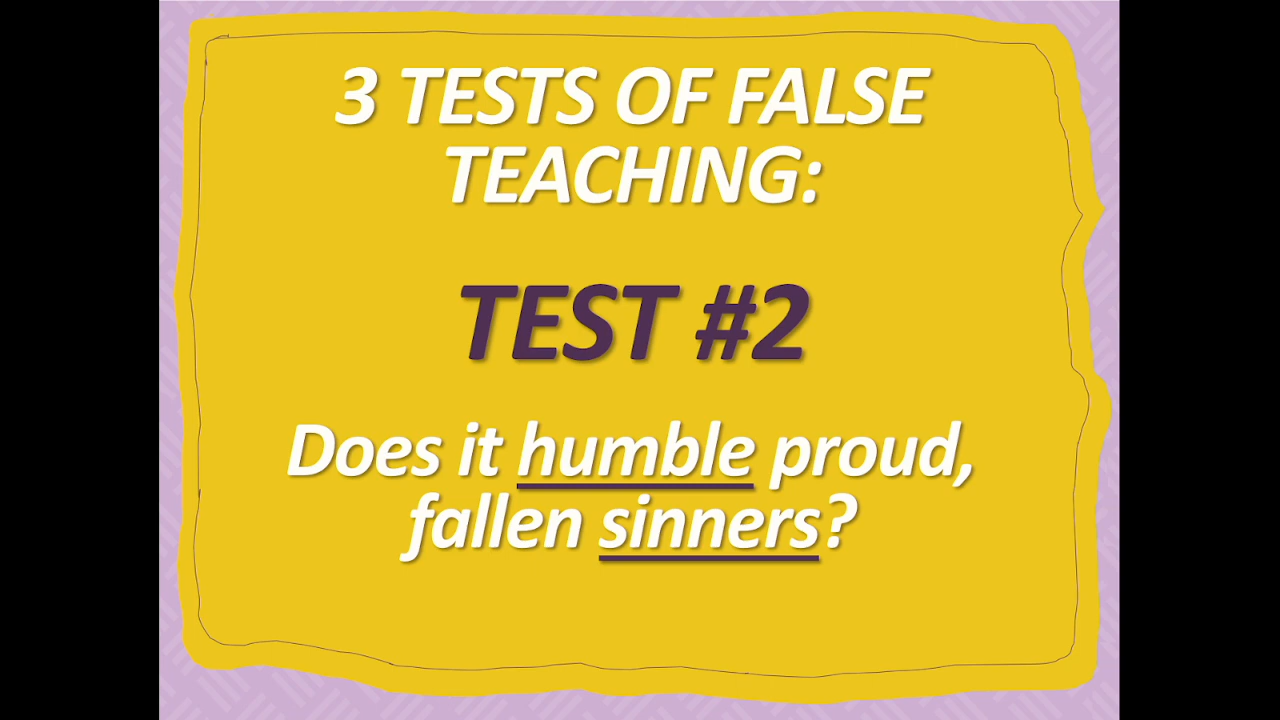 3 TESTS OF FALSE
TEACHING:
TEST #2
Does it humble proud,
fallen sinners?